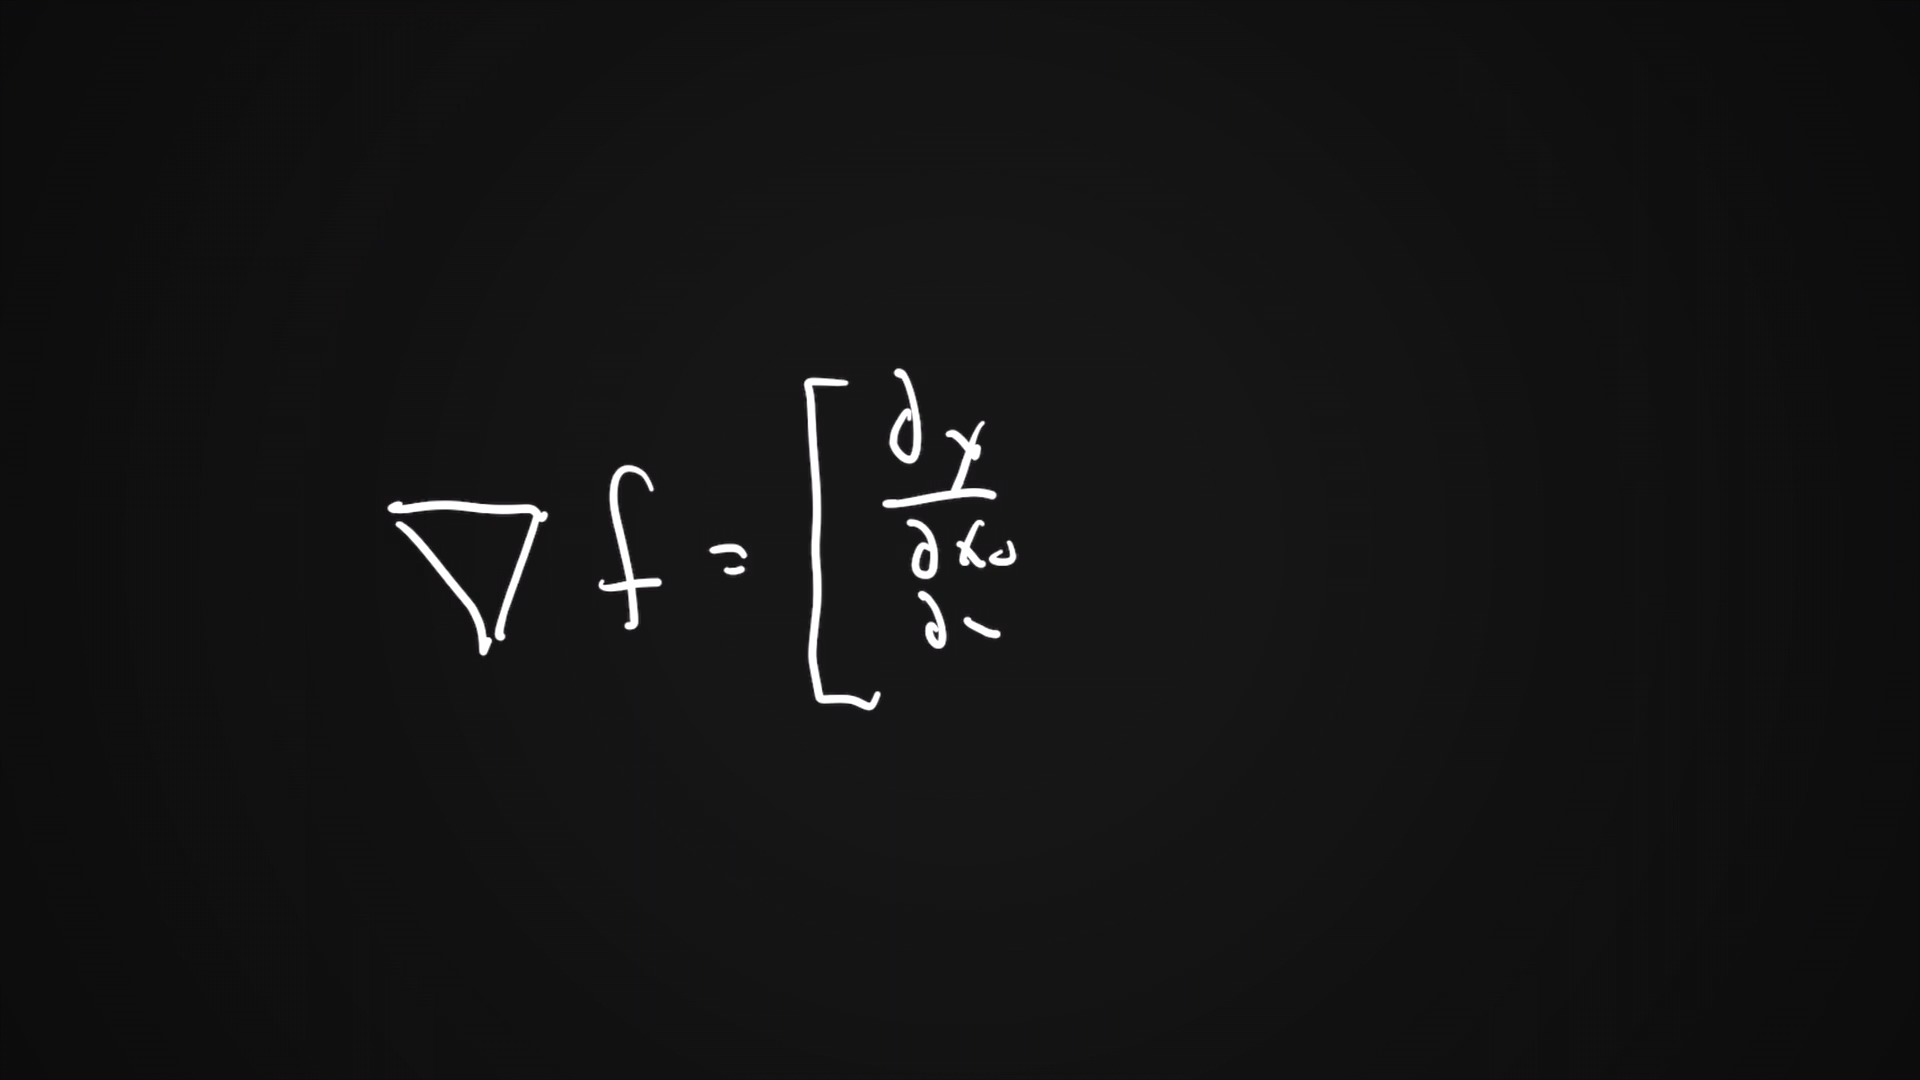 ∇f = [ ∂y
∂x₀
∂